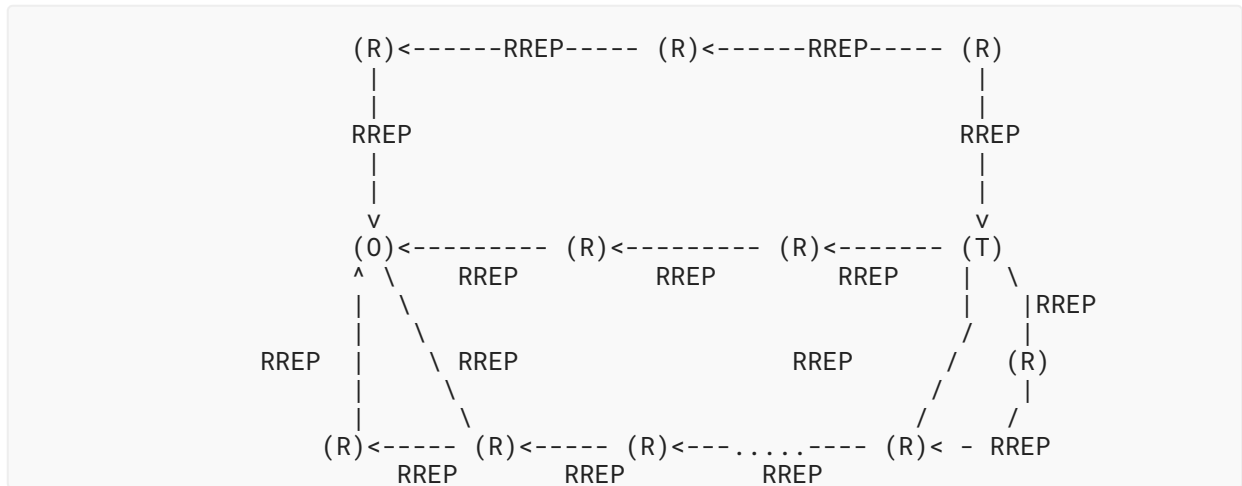 (R)<------RREP----- (R)<------RREP----- (R)
| |
| |
RREP RREP
| |
| |
v v
(O)<--------- (R)<--------- (R)<------- (T)
^ \ RREP RREP RREP | \
| \ | |RREP
| \ / |
RREP | \ RREP RREP / (R)
| \ / |
| \ / /
(R)<----- (R)<----- (R)<---.....---- (R)< - RREP
RREP RREP RREP